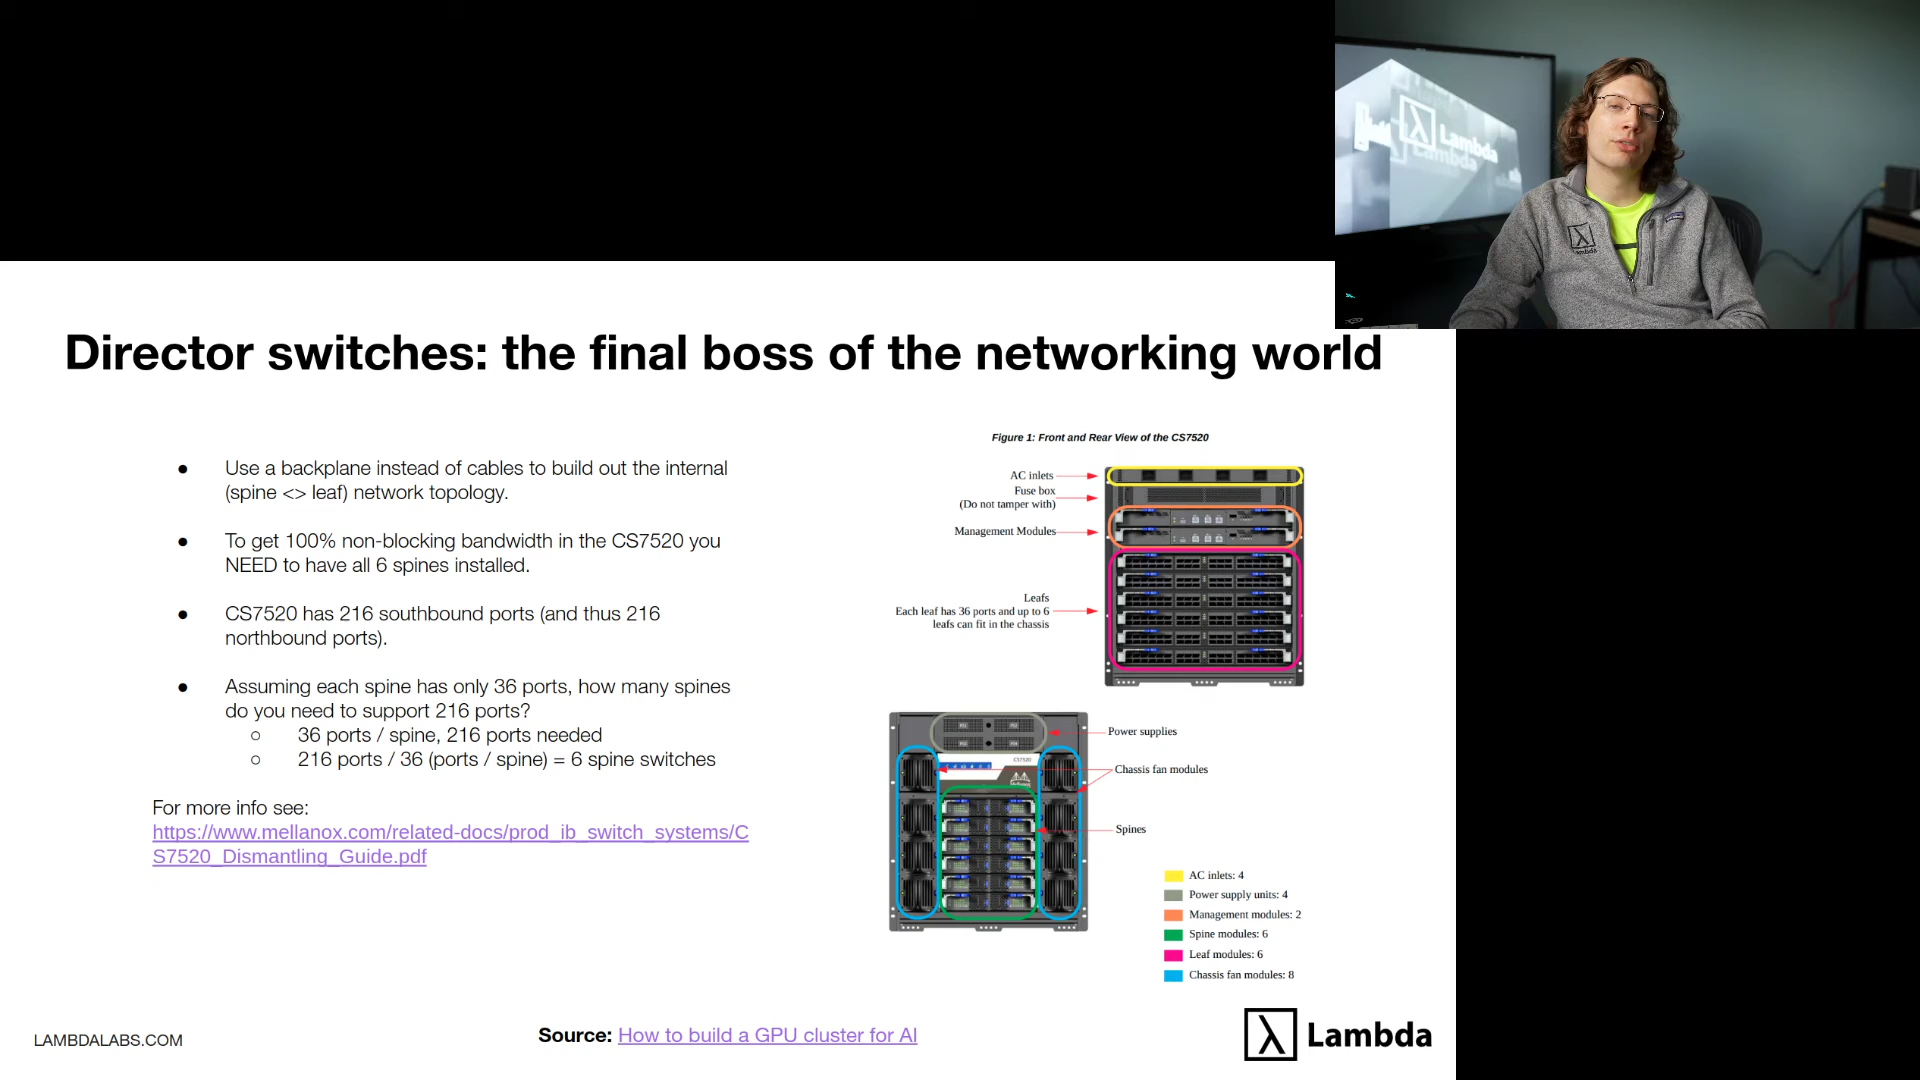 Lambda
Lambda
Lambda
Director switches: the final boss of the networking world
● Use a backplane instead of cables to build out the internal
(spine <> leaf) network topology.
● To get 100% non-blocking bandwidth in the CS7520 you
NEED to have all 6 spines installed.
● CS7520 has 216 southbound ports (and thus 216
northbound ports).
● Assuming each spine has only 36 ports, how many spines
do you need to support 216 ports?
○ 36 ports / spine, 216 ports needed
○ 216 ports / 36 (ports / spine) = 6 spine switches
For more info see:
https://www.mellanox.com/related-docs/prod_ib_switch_systems/C
S7520_Dismantling_Guide.pdf
Figure 1: Front and Rear View of the CS7520
AC inlets
Fuse box
(Do not tamper with)
Management Modules
Leafs
Each leaf has 36 ports and up to 6
leafs can fit in the chassis
Power supplies
CS7520
Chassis fan modules
Spines
AC inlets: 4
Power supply units: 4
Management modules: 2
Spine modules: 6
Leaf modules: 6
Chassis fan modules: 8
LAMBDALABS.COM
Source: How to build a GPU cluster for AI
λ Lambda